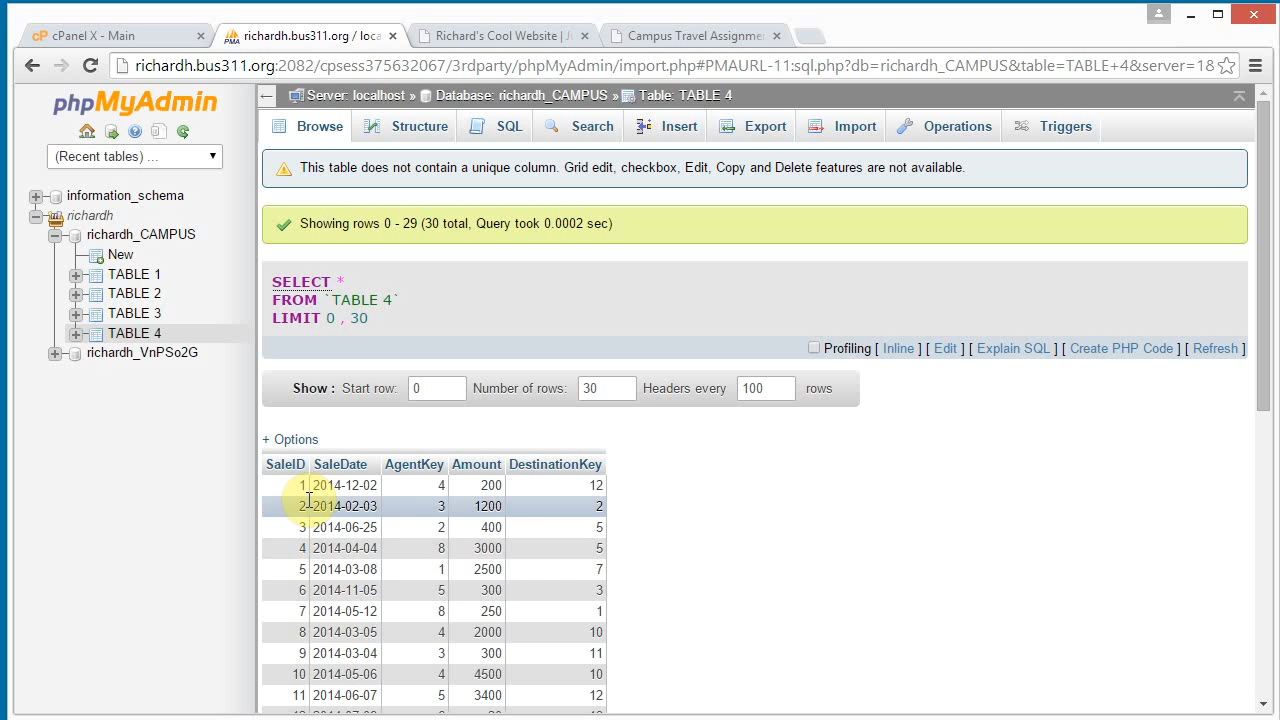 cPanel X - Main
richardh.bus311.org / loca
Richard's Cool Website | Ji
Campus Travel Assignme
richardh.bus311.org:2082/cpsess375632067/3rdparty/phpMyAdmin/import.php#PMAURL-11:sql.php?db=richardh_CAMPUS&table=TABLE+4&server=18
phpMyAdmin
Server: localhost » Database: richardh_CAMPUS » Table: TABLE 4
Browse Structure SQL Search Insert Export Import Operations Triggers
(Recent tables) ...
information_schema
richardh
richardh_CAMPUS
New
TABLE 1
TABLE 2
TABLE 3
TABLE 4
richardh_VnPSo2G
This table does not contain a unique column. Grid edit, checkbox, Edit, Copy and Delete features are not available.
Showing rows 0 - 29 (30 total, Query took 0.0002 sec)
SELECT *
FROM `TABLE 4`
LIMIT 0 , 30
Profiling [ Inline ] [ Edit ] [ Explain SQL ] [ Create PHP Code ] [ Refresh ]
Show : Start row: 0 Number of rows: 30 Headers every 100 rows
+ Options
SaleID SaleDate AgentKey Amount DestinationKey
1 2014-12-02 4 200 12
2 2014-02-03 3 1200 2
3 2014-06-25 2 400 5
4 2014-04-04 8 3000 5
5 2014-03-08 1 2500 7
6 2014-11-05 5 300 3
7 2014-05-12 8 250 1
8 2014-03-05 4 2000 10
9 2014-03-04 3 300 11
10 2014-05-06 4 4500 10
11 2014-06-07 5 3400 12